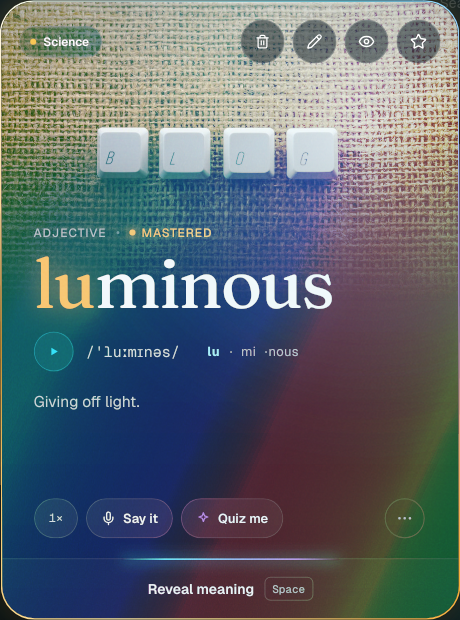 Science
B L O G
ADJECTIVE · MASTERED
luminous
/ˈluːmɪnəs/ lu · mi ·nous
Giving off light.
1× Say it Quiz me
Reveal meaning Space